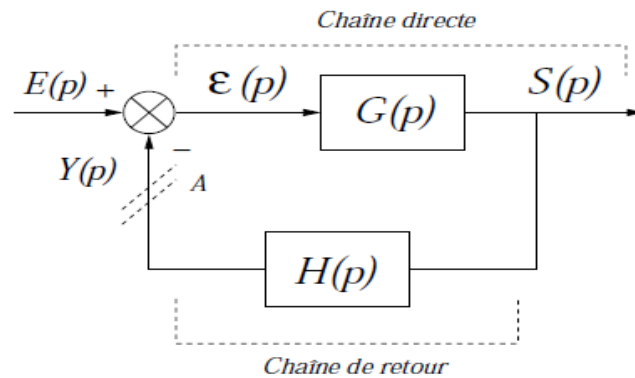 Chaîne directe
E(p) + ε(p) G(p) S(p)
−
Y(p) A
H(p)
Chaîne de retour